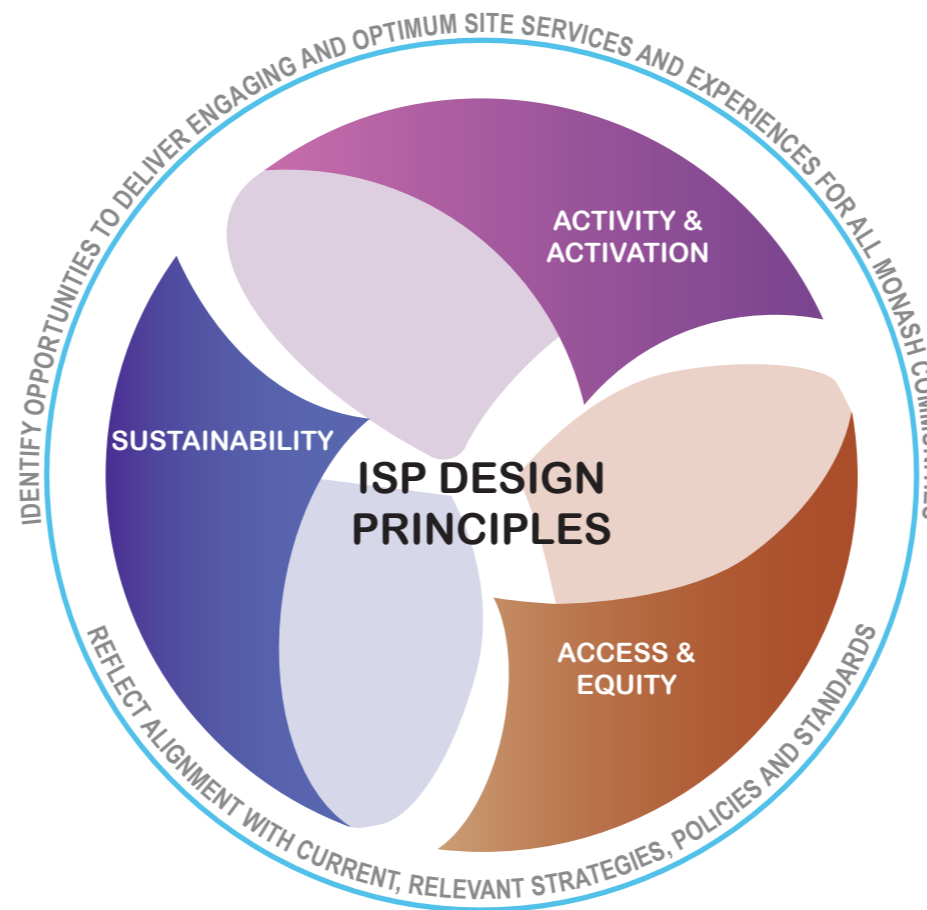 IDENTIFY OPPORTUNITIES TO DELIVER ENGAGING AND OPTIMUM SITE SERVICES AND EXPERIENCES FOR ALL MONASH COMMUNITIES
ACTIVITY &
ACTIVATION
SUSTAINABILITY
ISP DESIGN
PRINCIPLES
ACCESS &
EQUITY
REFLECT ALIGNMENT WITH CURRENT, RELEVANT STRATEGIES, POLICIES AND STANDARDS